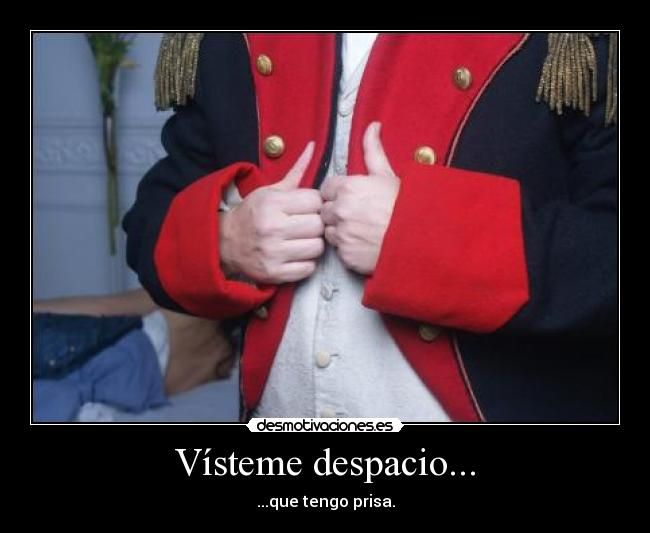 desmotivaciones.es
Vísteme despacio...
...que tengo prisa.